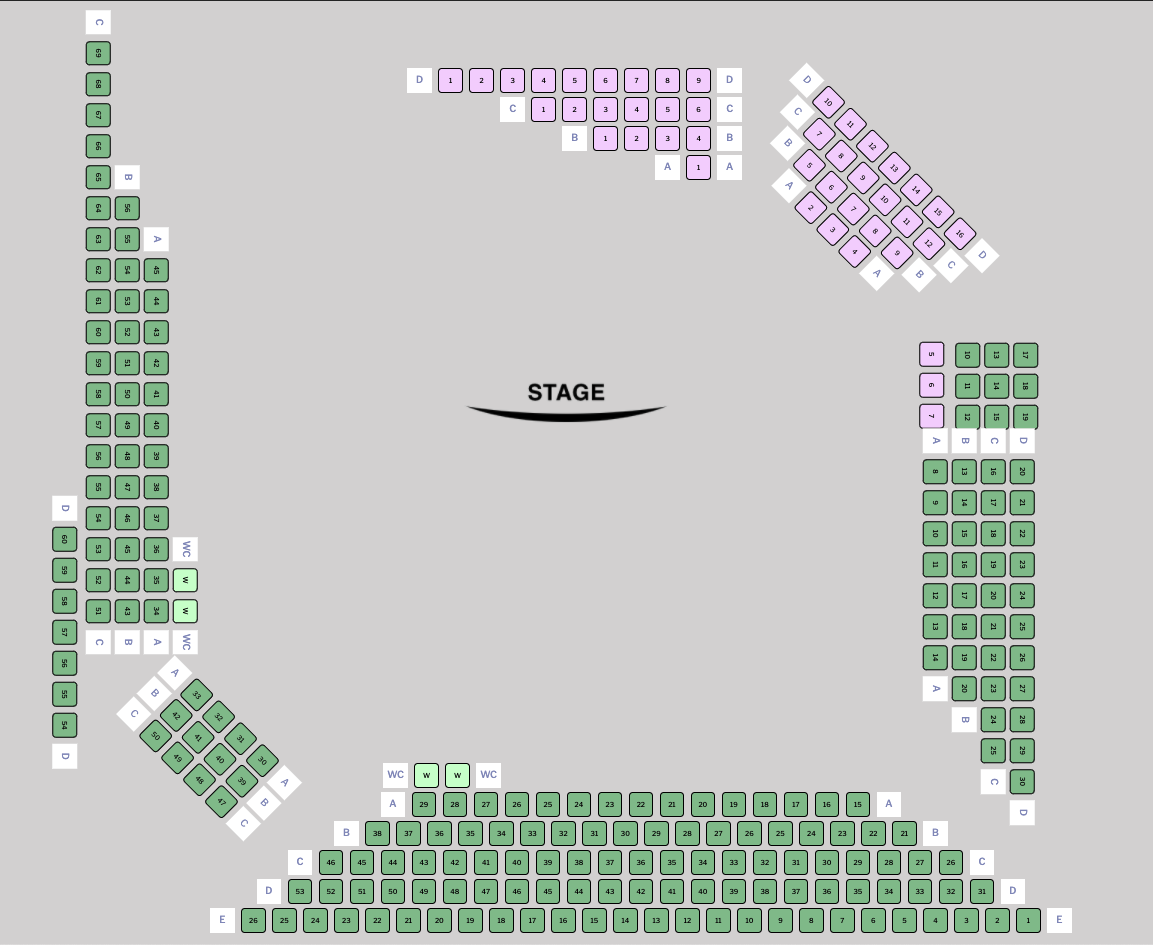 C
69
68
67
66
65 B
64 56
63 55 A
62 54 45
61 53 44
60 52 43
59 51 42
58 50 41
57 49 40
56 48 39
55 47 38
54 46 37
53 45 36 WC
52 44 35 W
51 43 34 W
C B A WC
D
60
59
58
57
56
55
54
D
D 1 2 3 4 5 6 7 8 9 D
C 1 2 3 4 5 6 C
B 1 2 3 4 B
A 1 A
D 10 11 12 13 14 15 16 D
C 7 8 9 10 11 12 C
B 5 6 7 8 9 B
A 2 3 4 A
STAGE
5 10 13 17
6 11 14 18
7 12 15 19
A B C D
8 13 16 20
9 14 17 21
10 15 18 22
11 16 19 23
12 17 20 24
13 18 21 25
14 19 22 26
A 20 23 27
B 24 28
25 29
C 30
D
A 33 32 31 30 A
B 42 41 40 39 B
C 50 49 48 47 C
WC W W WC
A 29 28 27 26 25 24 23 22 21 20 19 18 17 16 15 A
B 38 37 36 35 34 33 32 31 30 29 28 27 26 25 24 23 22 21 B
C 46 45 44 43 42 41 40 39 38 37 36 35 34 33 32 31 30 29 28 27 26 C
D 53 52 51 50 49 48 47 46 45 44 43 42 41 40 39 38 37 36 35 34 33 32 31 D
E 26 25 24 23 22 21 20 19 18 17 16 15 14 13 12 11 10 9 8 7 6 5 4 3 2 1 E